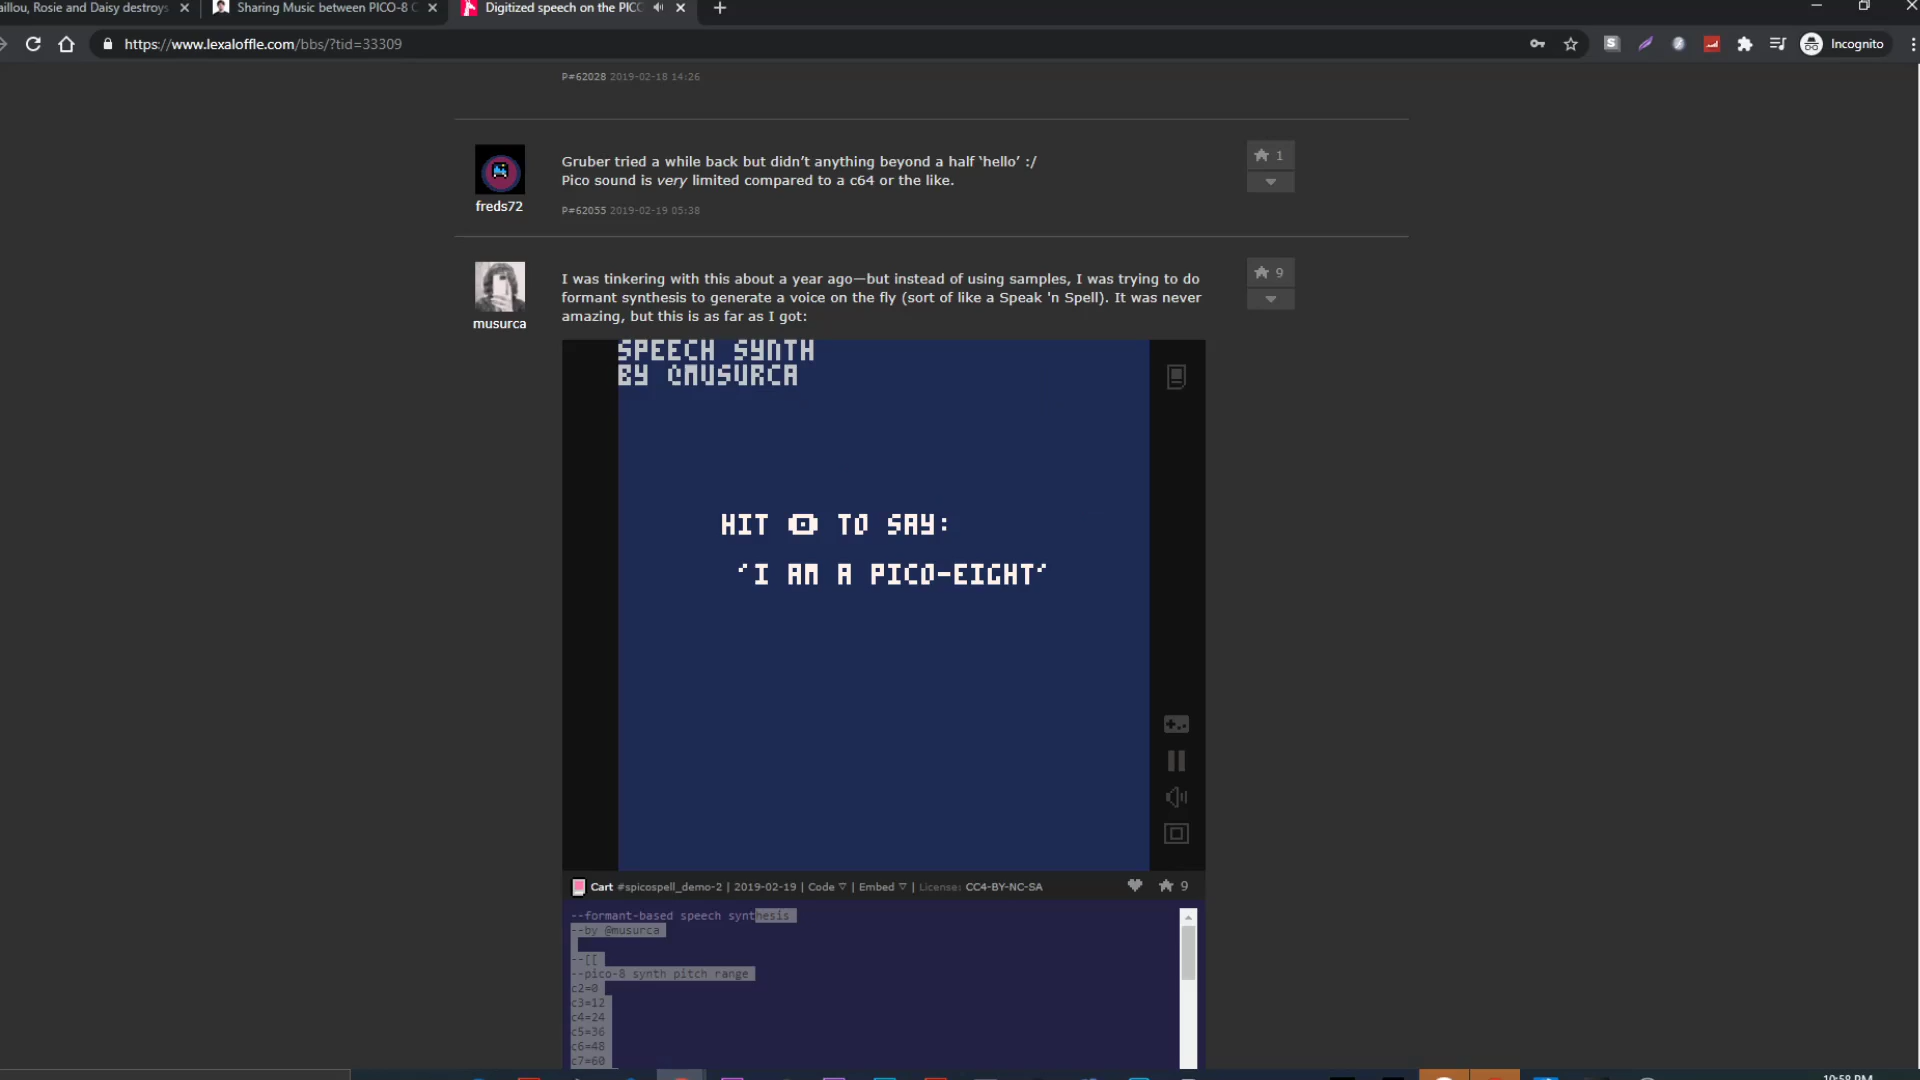 aillou, Rosie and Daisy destroys
Sharing Music between PICO-8 C
Digitized speech on the PIC
https://www.lexaloffle.com/bbs/?tid=33309
Incognito
P#62028 2019-02-18 14:26
Gruber tried a while back but didn’t anything beyond a half ‘hello’ :/
Pico sound is very limited compared to a c64 or the like.
1
freds72
P#62055 2019-02-19 05:38
I was tinkering with this about a year ago—but instead of using samples, I was trying to do
formant synthesis to generate a voice on the fly (sort of like a Speak 'n Spell). It was never
amazing, but this is as far as I got:
9
musurca
SPEECH SYNTH
BY @MUSURCA
HIT TO SAY:
'I AM A PICO-EIGHT'
Cart #spicospell_demo-2 | 2019-02-19 | Code ▽ | Embed ▽ | License: CC4-BY-NC-SA
9
--formant-based speech synthesis
--by @musurca
--[[
--pico-8 synth pitch range
c2=0
c3=12
c4=24
c5=36
c6=48
c7=60
10:58 PM